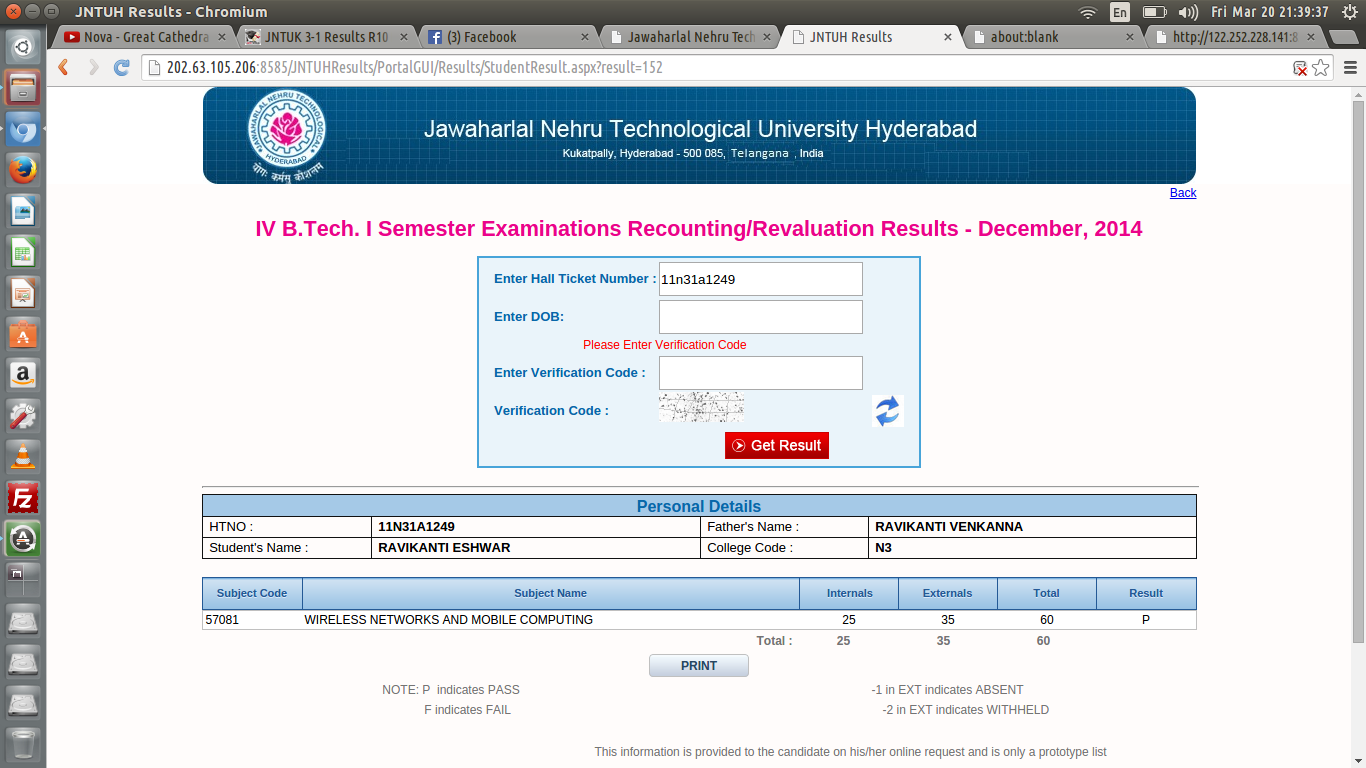 JNTUH Results - Chromium
En
Fri Mar 20 21:39:37
Nova - Great Cathedra
JNTUK 3-1 Results R10
(3) Facebook
Jawaharlal Nehru Tech
JNTUH Results
about:blank
http://122.252.228.141:8
202.63.105.206:8585/JNTUHResults/PortalGUI/Results/StudentResult.aspx?result=152
JAWAHARLAL NEHRU TECHNOLOGICAL UNIVERSITY
HYDERABAD
योगः कर्मसु कौशलम्
Jawaharlal Nehru Technological University Hyderabad
Kukatpally, Hyderabad - 500 085, Telangana , India
Back
IV B.Tech. I Semester Examinations Recounting/Revaluation Results - December, 2014
Enter Hall Ticket Number : 11n31a1249
Enter DOB:
Please Enter Verification Code
Enter Verification Code :
Verification Code :
Get Result
Personal Details
HTNO : 11N31A1249 Father's Name : RAVIKANTI VENKANNA
Student's Name : RAVIKANTI ESHWAR College Code : N3
Subject Code Subject Name Internals Externals Total Result
57081 WIRELESS NETWORKS AND MOBILE COMPUTING 25 35 60 P
Total : 25 35 60
PRINT
NOTE: P indicates PASS -1 in EXT indicates ABSENT
F indicates FAIL -2 in EXT indicates WITHHELD
This information is provided to the candidate on his/her online request and is only a prototype list